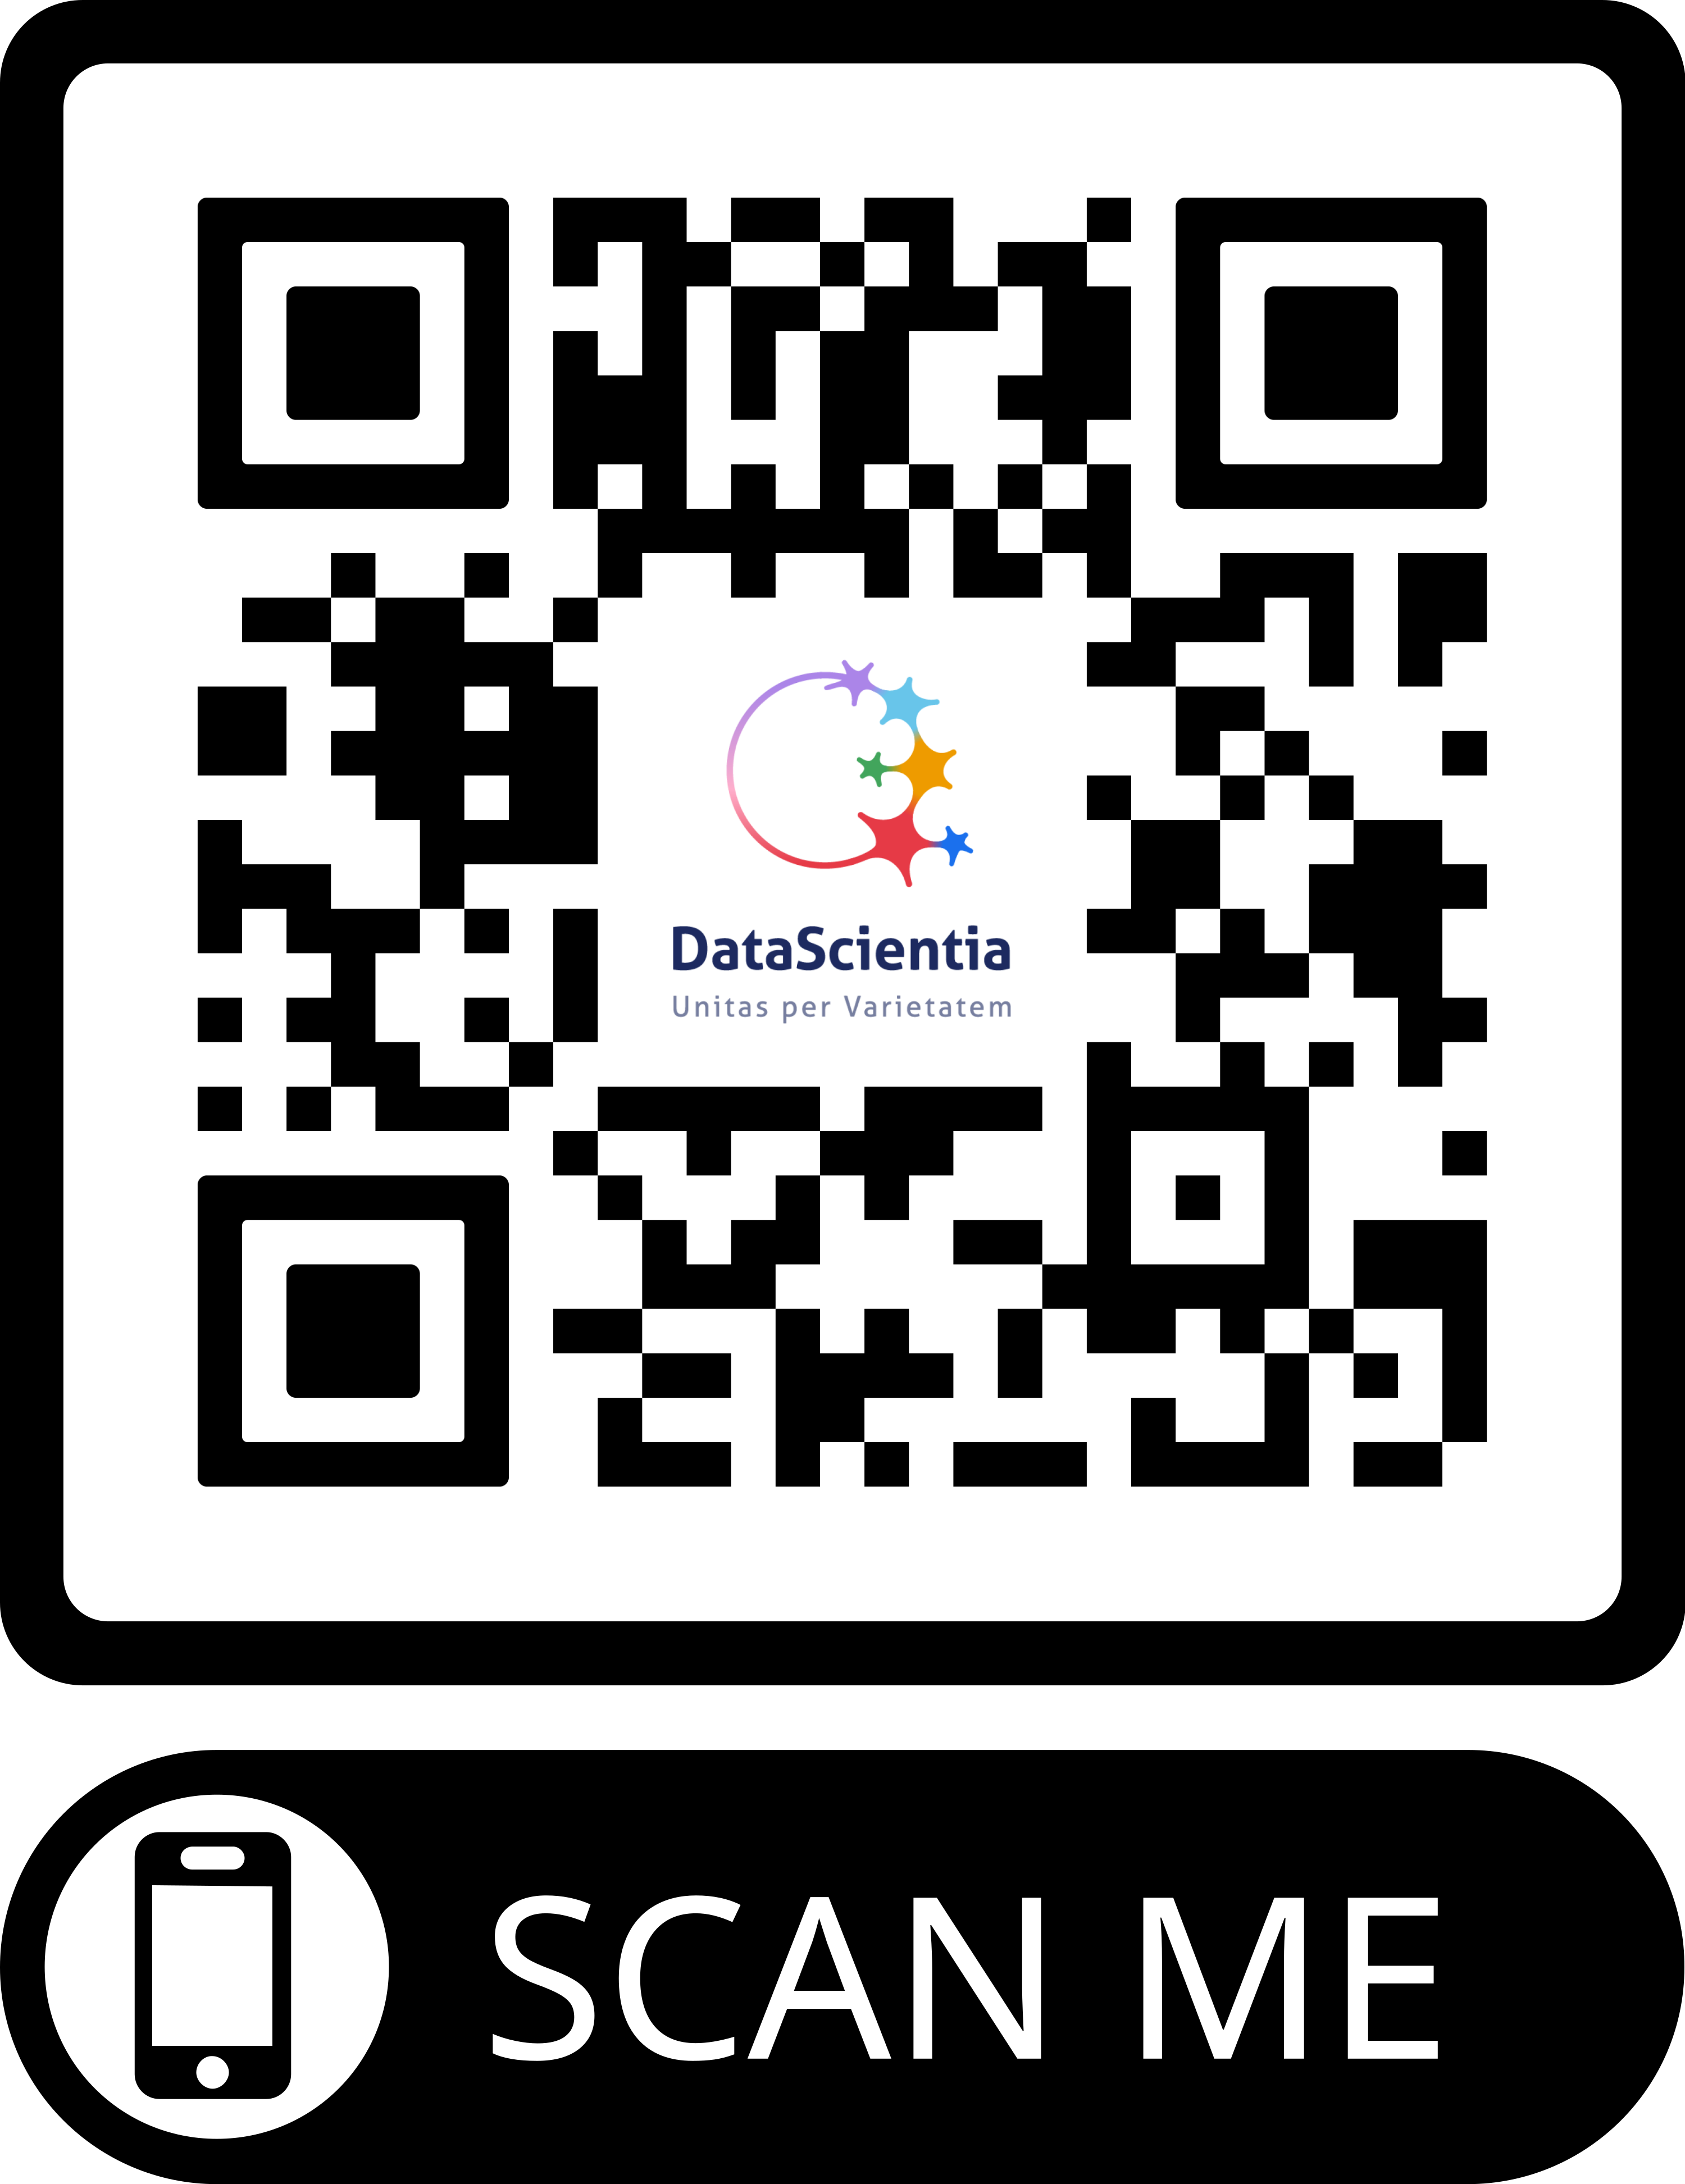 DataScientia
Unitas per Varietatem
SCAN ME